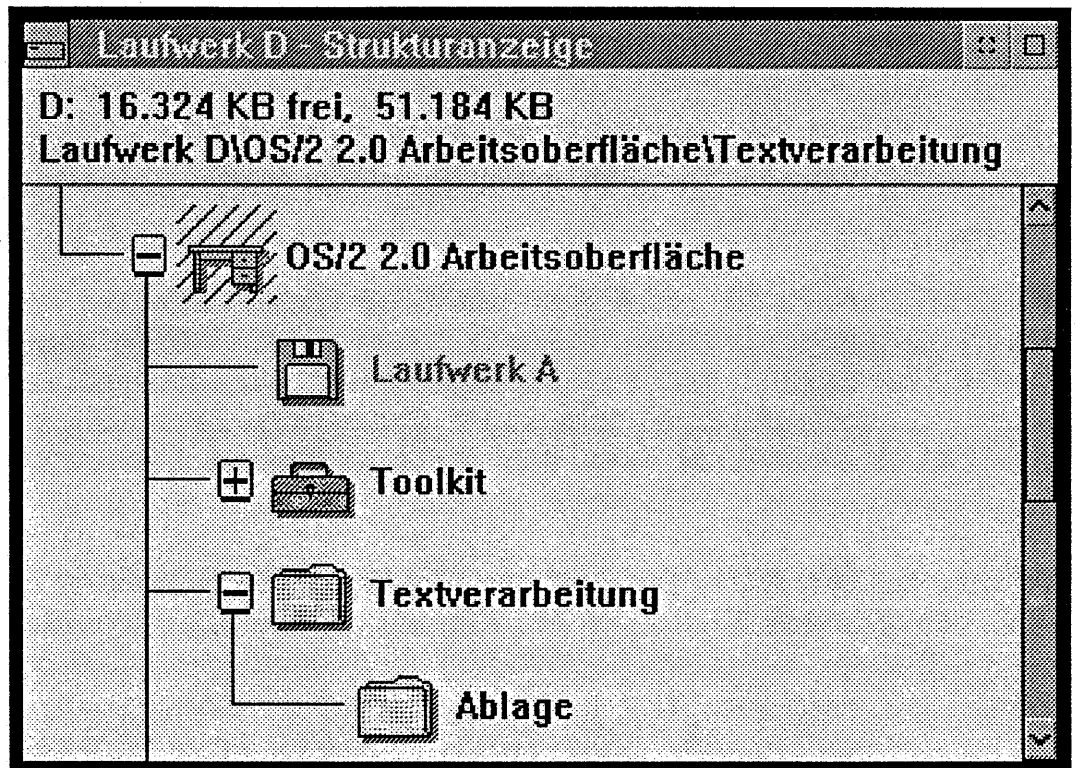 Laufwerk D - Strukturanzeige
D: 16.324 KB frei, 51.184 KB
Laufwerk D\OS/2 2.0 Arbeitsoberfläche\Textverarbeitung
OS/2 2.0 Arbeitsoberfläche
Laufwerk A
Toolkit
Textverarbeitung
Ablage